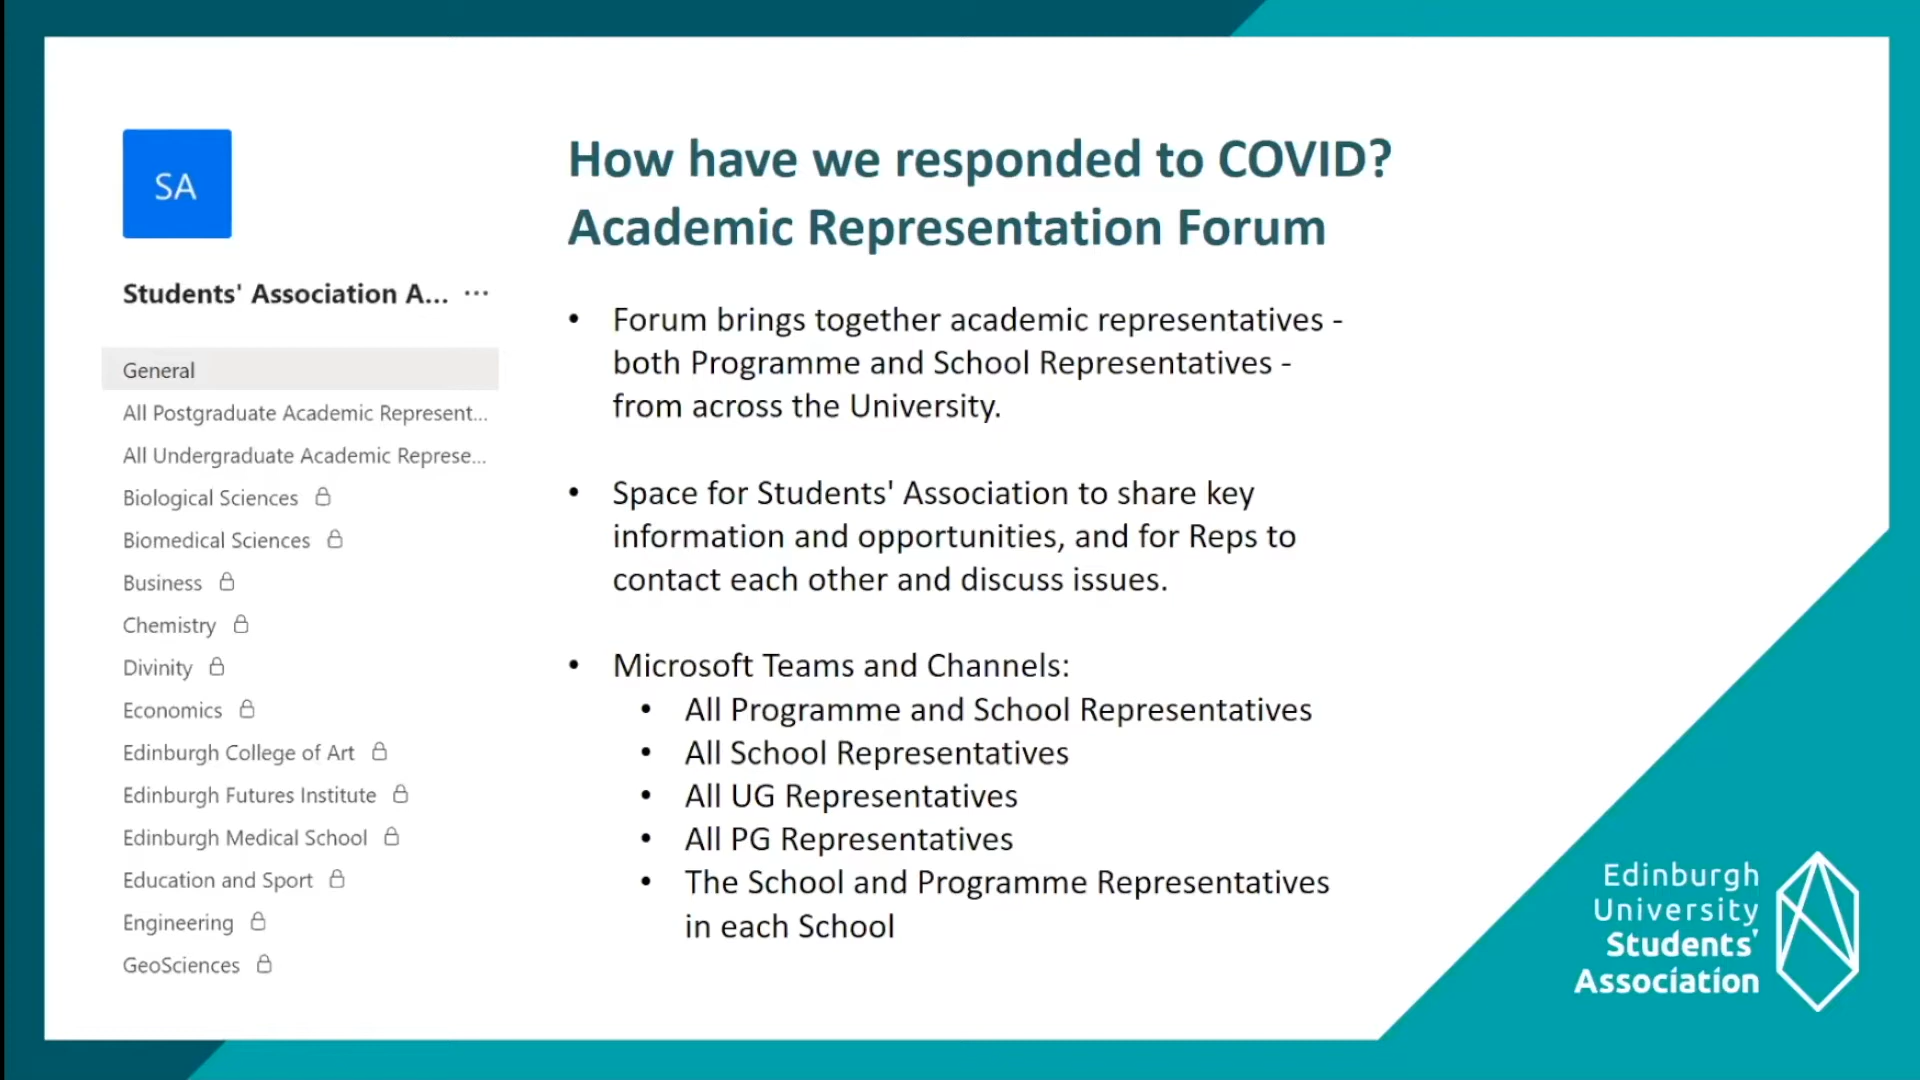 SA
Students' Association A... ...
General
All Postgraduate Academic Represent...
All Undergraduate Academic Represe...
Biological Sciences
Biomedical Sciences
Business
Chemistry
Divinity
Economics
Edinburgh College of Art
Edinburgh Futures Institute
Edinburgh Medical School
Education and Sport
Engineering
GeoSciences
How have we responded to COVID?
Academic Representation Forum
• Forum brings together academic representatives -
both Programme and School Representatives -
from across the University.
• Space for Students' Association to share key
information and opportunities, and for Reps to
contact each other and discuss issues.
• Microsoft Teams and Channels:
• All Programme and School Representatives
• All School Representatives
• All UG Representatives
• All PG Representatives
• The School and Programme Representatives
in each School
Edinburgh
University
Students'
Association